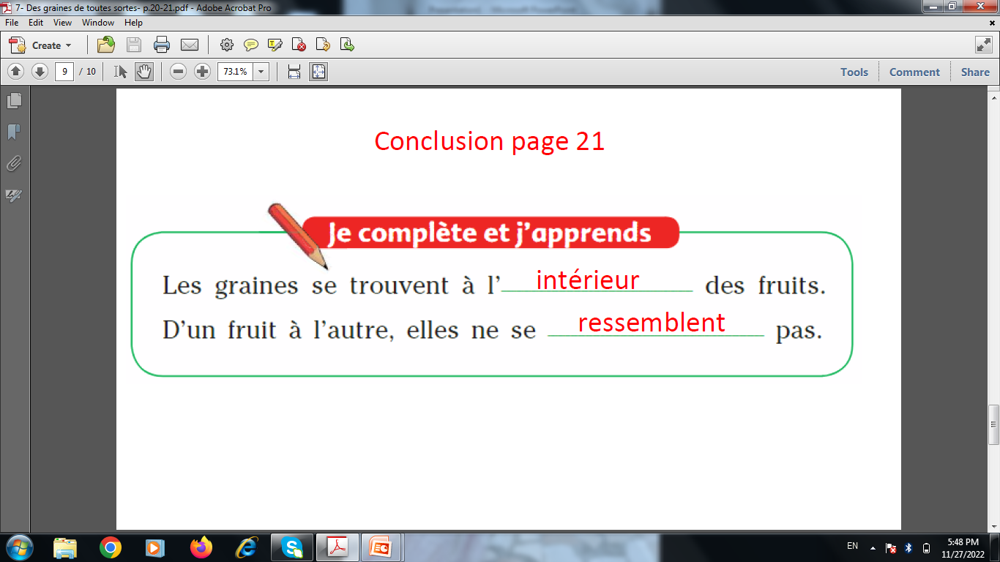 7- Des graines de toutes sortes- p.20-21.pdf - Adobe Acrobat Pro
File Edit View Window Help
Create
9 / 10 73.1% Tools Comment Share
Conclusion page 21
Je complète et j’apprends
Les graines se trouvent à l’ intérieur des fruits.
D’un fruit à l’autre, elles ne se ressemblent pas.
EN 5:48 PM
11/27/2022